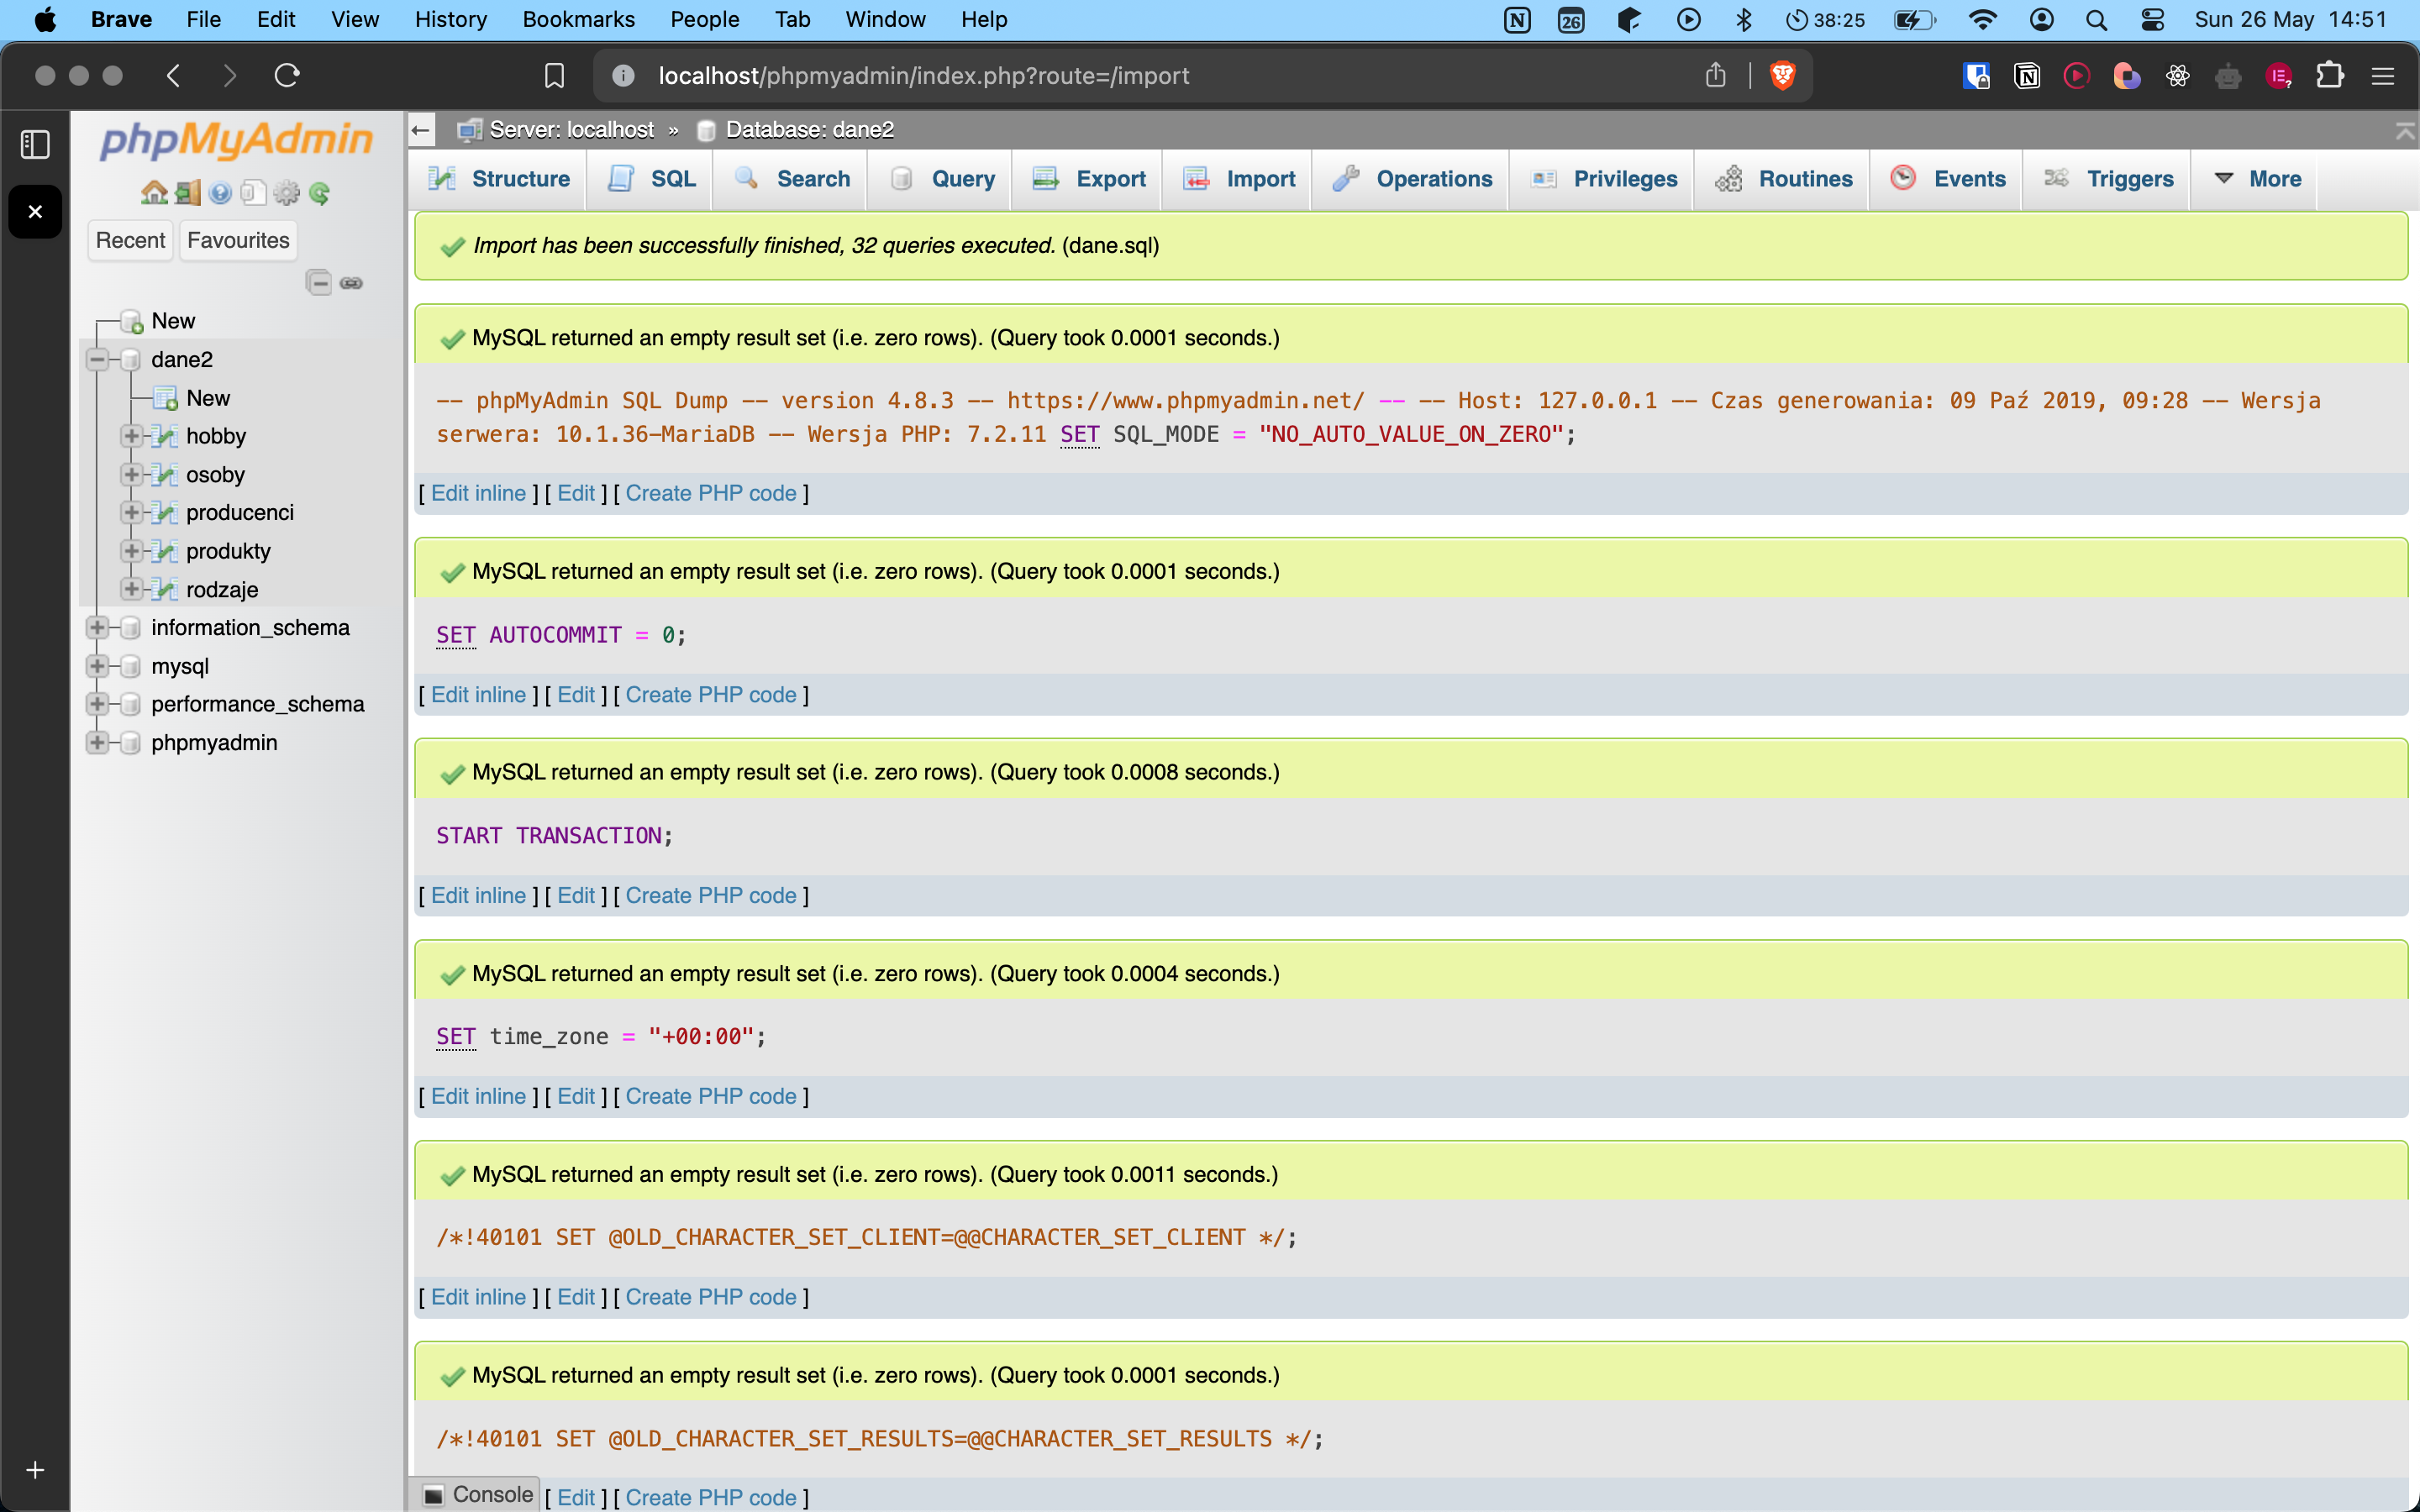 Brave File Edit View History Bookmarks People Tab Window Help 26 38:25 Sun 26 May 14:51
localhost/phpmyadmin/index.php?route=/import
phpMyAdmin
Recent Favourites
New
dane2
New
hobby
osoby
producenci
produkty
rodzaje
information_schema
mysql
performance_schema
phpmyadmin
Server: localhost » Database: dane2
Structure SQL Search Query Export Import Operations Privileges Routines Events Triggers More
Import has been successfully finished, 32 queries executed. (dane.sql)
MySQL returned an empty result set (i.e. zero rows). (Query took 0.0001 seconds.)
-- phpMyAdmin SQL Dump -- version 4.8.3 -- https://www.phpmyadmin.net/ -- -- Host: 127.0.0.1 -- Czas generowania: 09 Paź 2019, 09:28 -- Wersja
serwera: 10.1.36-MariaDB -- Wersja PHP: 7.2.11 SET SQL_MODE = "NO_AUTO_VALUE_ON_ZERO";
[ Edit inline ] [ Edit ] [ Create PHP code ]
MySQL returned an empty result set (i.e. zero rows). (Query took 0.0001 seconds.)
SET AUTOCOMMIT = 0;
[ Edit inline ] [ Edit ] [ Create PHP code ]
MySQL returned an empty result set (i.e. zero rows). (Query took 0.0008 seconds.)
START TRANSACTION;
[ Edit inline ] [ Edit ] [ Create PHP code ]
MySQL returned an empty result set (i.e. zero rows). (Query took 0.0004 seconds.)
SET time_zone = "+00:00";
[ Edit inline ] [ Edit ] [ Create PHP code ]
MySQL returned an empty result set (i.e. zero rows). (Query took 0.0011 seconds.)
/*!40101 SET @OLD_CHARACTER_SET_CLIENT=@@CHARACTER_SET_CLIENT */;
[ Edit inline ] [ Edit ] [ Create PHP code ]
MySQL returned an empty result set (i.e. zero rows). (Query took 0.0001 seconds.)
/*!40101 SET @OLD_CHARACTER_SET_RESULTS=@@CHARACTER_SET_RESULTS */;
Console [ Edit ] [ Create PHP code ]